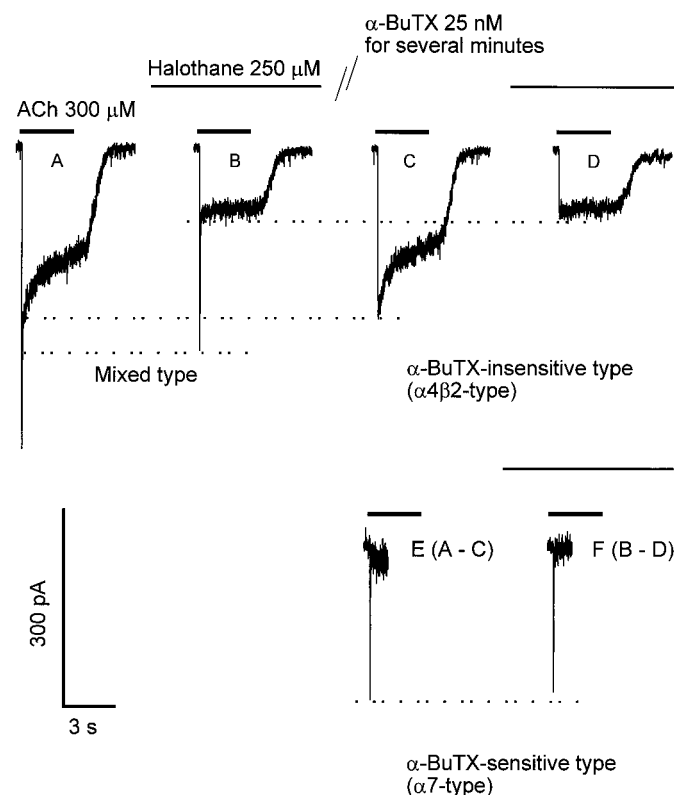 α-BuTX 25 nM
for several minutes
Halothane 250 μM
ACh 300 μM
A
B
C
D
Mixed type
α-BuTX-insensitive type
(α4β2-type)
E (A - C)
F (B - D)
300 pA
3 s
α-BuTX-sensitive type
(α7-type)